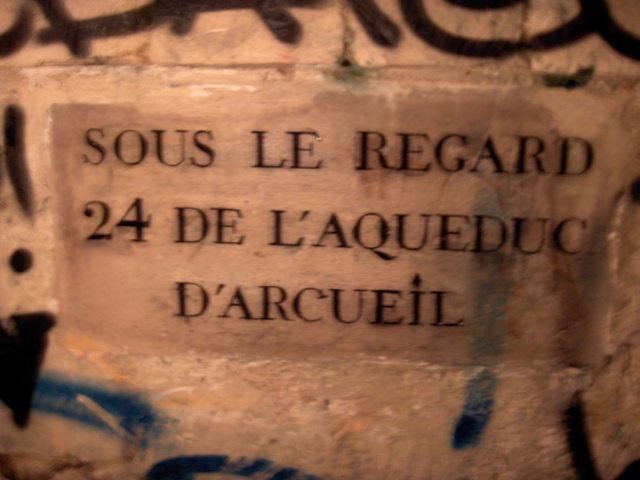 SOUS LE REGARD
24 DE L'AQUEDUC
D'ARCUEIL